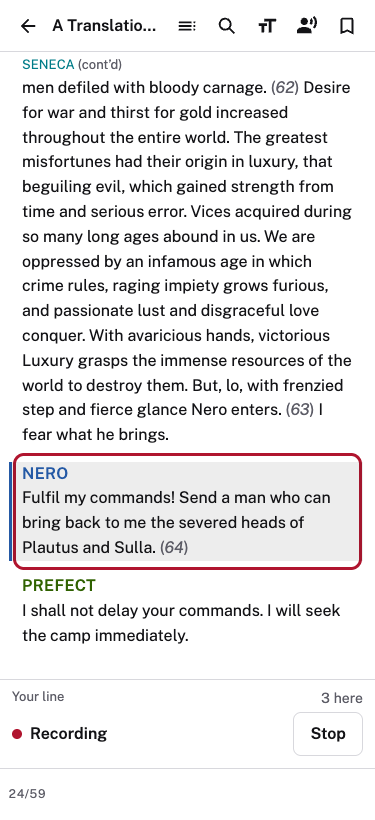 A Translatio...
SENECA (cont'd)
men defiled with bloody carnage. (62) Desire
for war and thirst for gold increased
throughout the entire world. The greatest
misfortunes had their origin in luxury, that
beguiling evil, which gained strength from
time and serious error. Vices acquired during
so many long ages abound in us. We are
oppressed by an infamous age in which
crime rules, raging impiety grows furious,
and passionate lust and disgraceful love
conquer. With avaricious hands, victorious
Luxury grasps the immense resources of the
world to destroy them. But, lo, with frenzied
step and fierce glance Nero enters. (63) I
fear what he brings.
NERO
Fulfil my commands! Send a man who can
bring back to me the severed heads of
Plautus and Sulla. (64)
PREFECT
I shall not delay your commands. I will seek
the camp immediately.
Your line
3 here
Recording
Stop
24/59